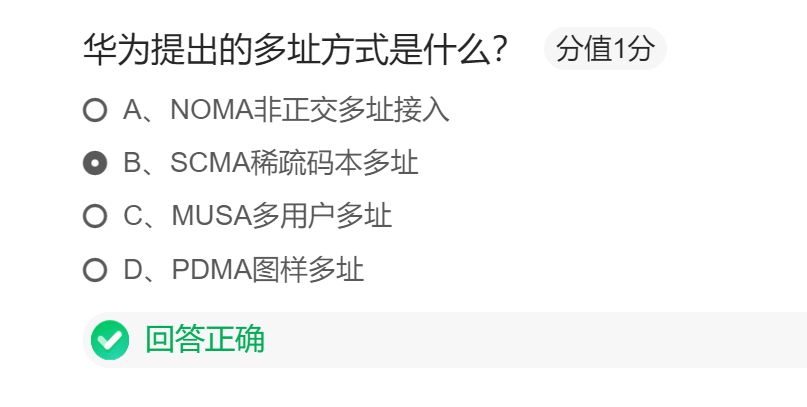 华为提出的多址方式是什么? 分值1分
A、NOMA非正交多址接入
B、SCMA稀疏码本多址
C、MUSA多用户多址
D、PDMA图样多址
回答正确